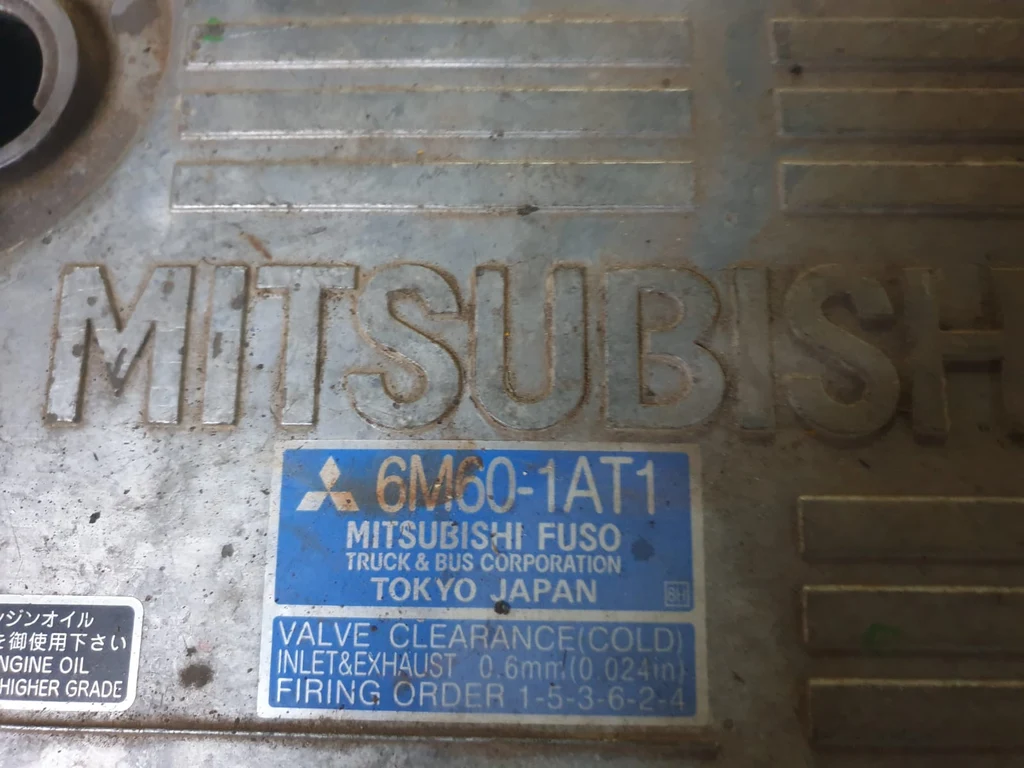 MITSUBISH
6M60-1AT1
MITSUBISHI FUSO
TRUCK & BUS CORPORATION
TOKYO JAPAN
SH
VALVE CLEARANCE(COLD)
INLET&EXHAUST 0.6mm(0.024in)
FIRING ORDER 1-5-3-6-2-4
ンジンオイル
を御使用下さい
NGINE OIL
HIGHER GRADE